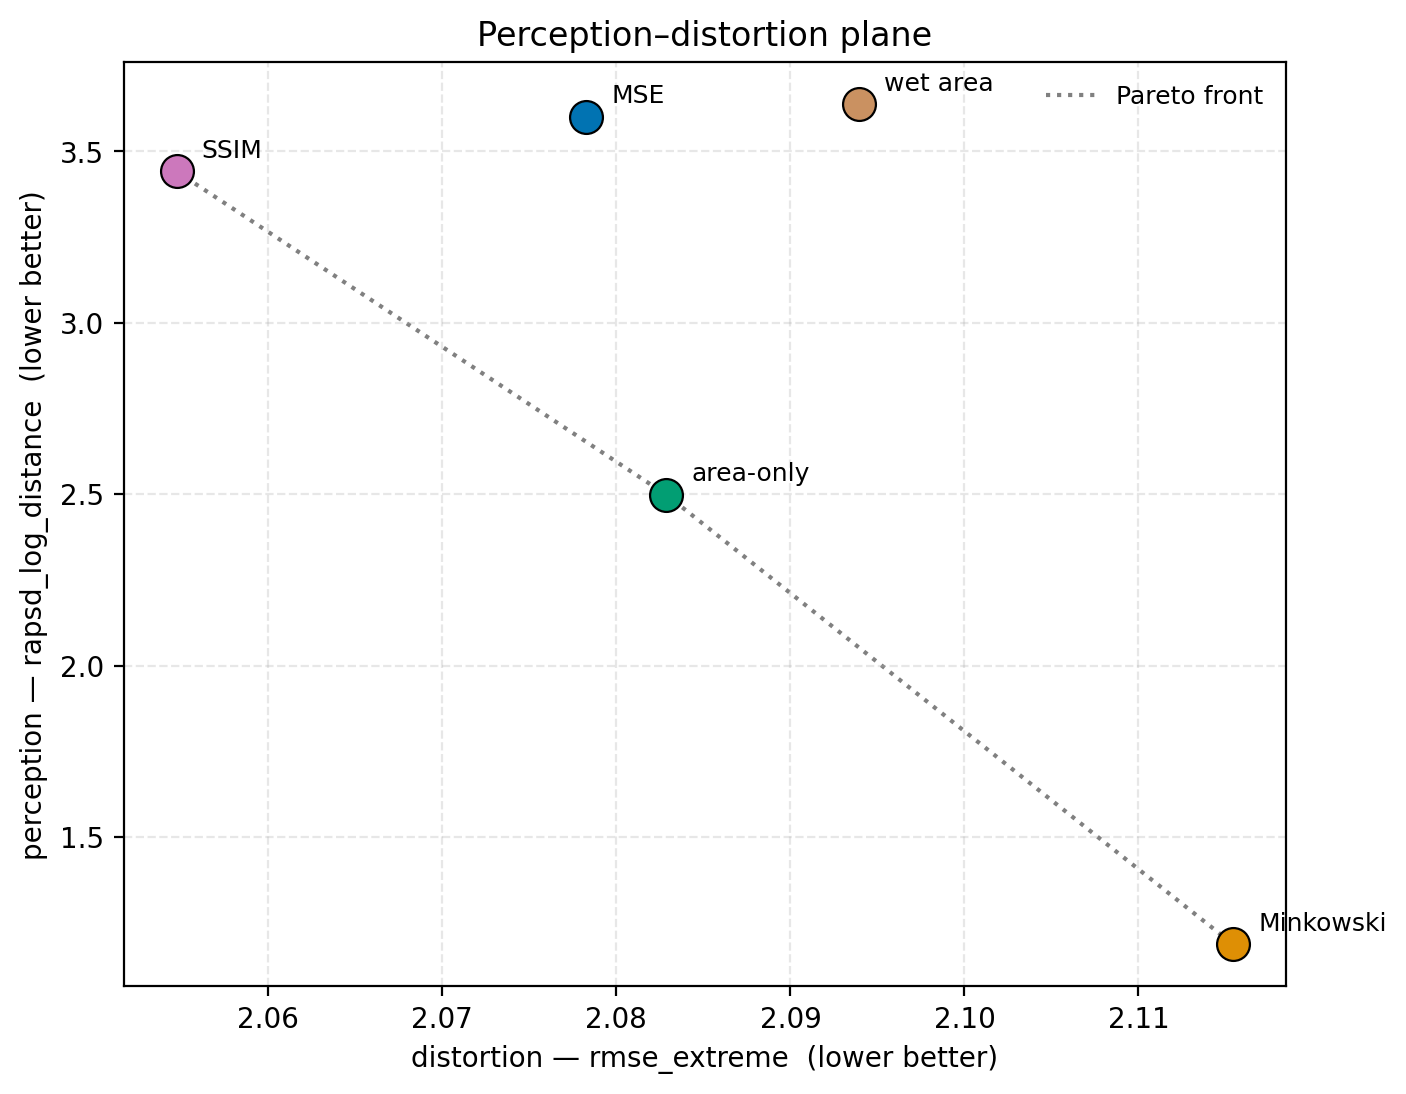 Perception–distortion plane
wet area
MSE
Pareto front
SSIM
area-only
Minkowski
3.5
3.0
2.5
2.0
1.5
perception — rapsd_log_distance  (lower better)
2.06
2.07
2.08
2.09
2.10
2.11
distortion — rmse_extreme  (lower better)